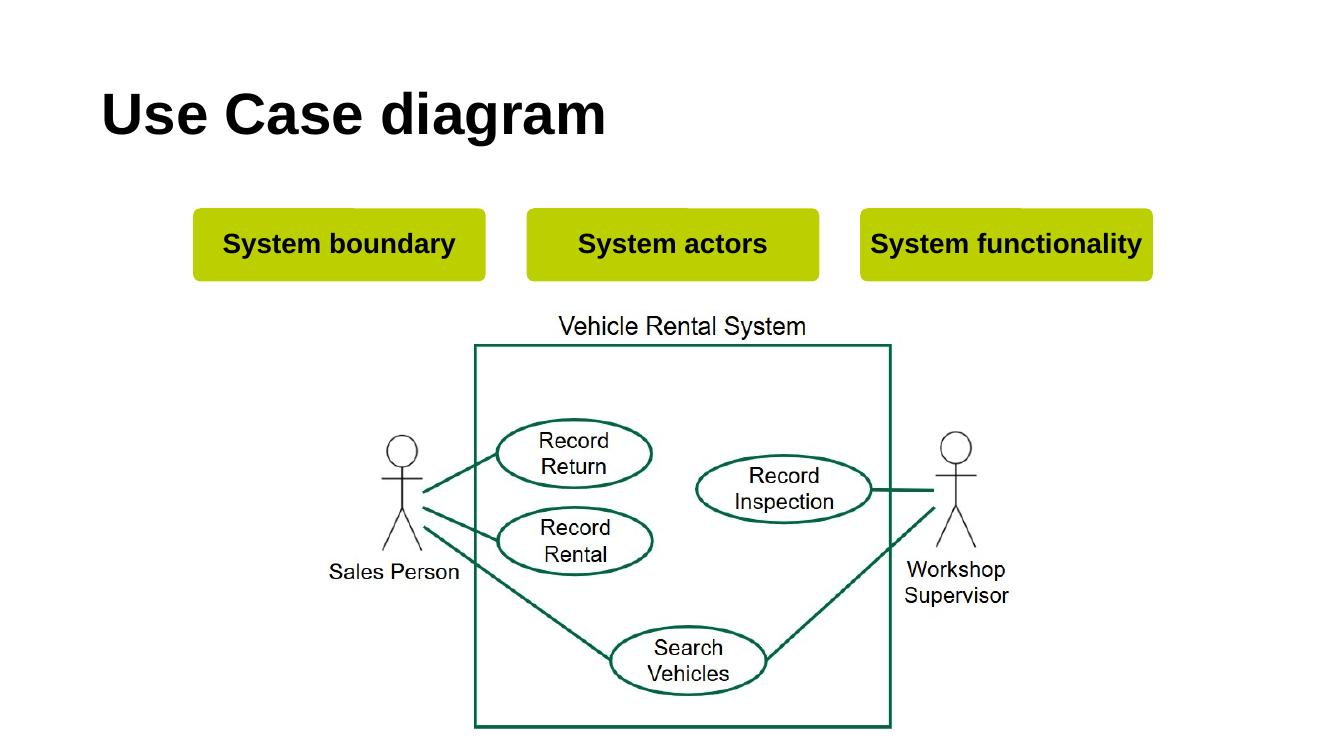 Use Case diagram
System boundary
System actors
System functionality
Vehicle Rental System
Record
Return
Record
Inspection
Record
Rental
Sales Person
Workshop
Supervisor
Search
Vehicles